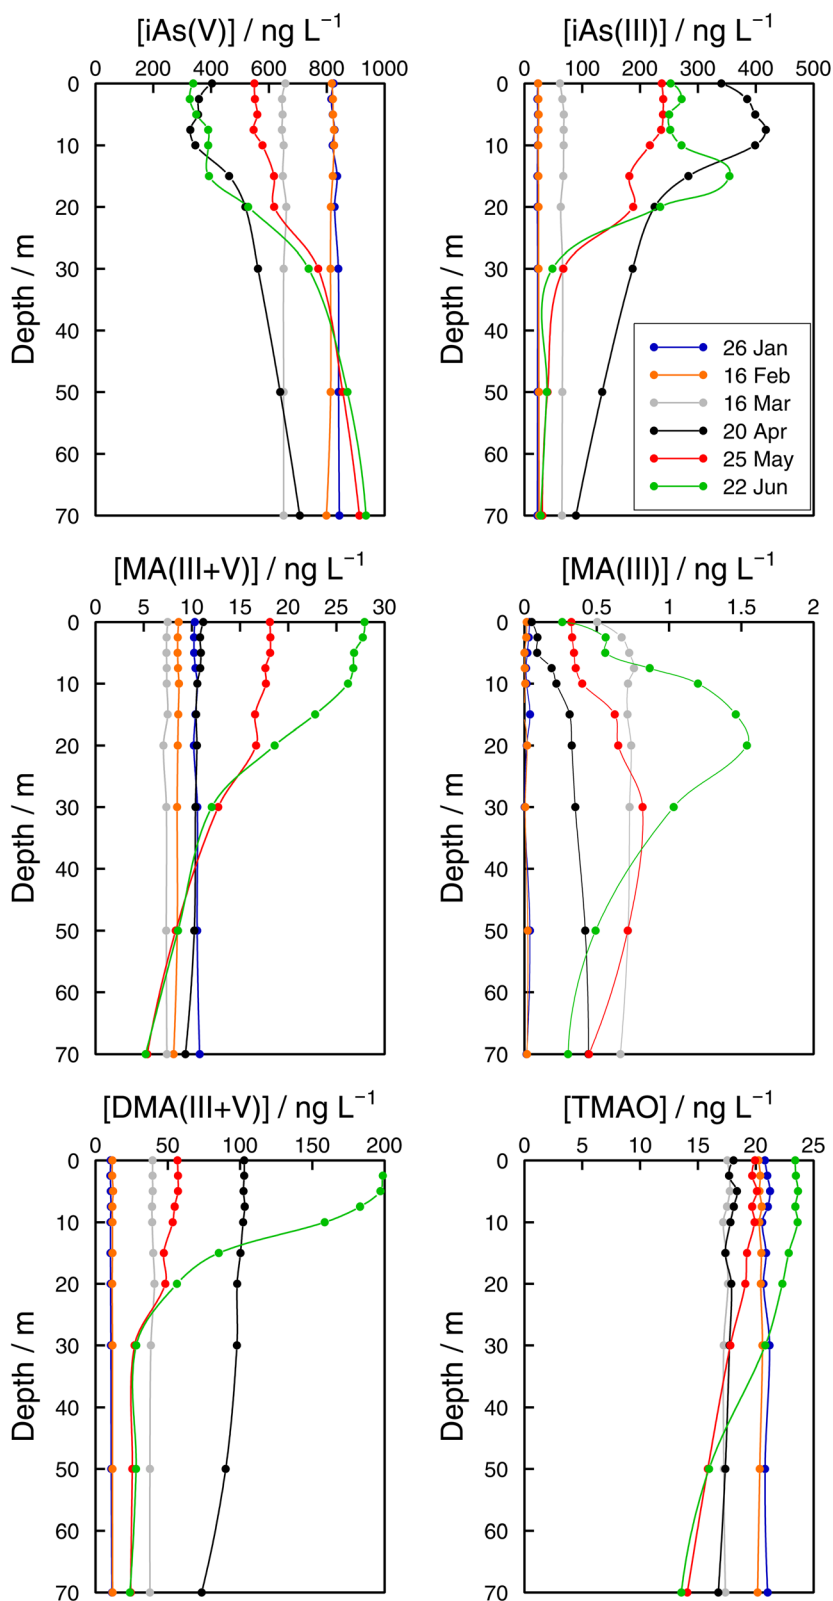 [iAs(V)] / ng L⁻¹
[iAs(III)] / ng L⁻¹
0 200 400 600 800 1000
0 100 200 300 400 500
Depth / m
0
10
20
30
40
50
60
70
Depth / m
0
10
20
30
40
50
60
70
26 Jan
16 Feb
16 Mar
20 Apr
25 May
22 Jun
[MA(III+V)] / ng L⁻¹
[MA(III)] / ng L⁻¹
0 5 10 15 20 25 30
0 0.5 1 1.5 2
Depth / m
0
10
20
30
40
50
60
70
Depth / m
0
10
20
30
40
50
60
70
[DMA(III+V)] / ng L⁻¹
[TMAO] / ng L⁻¹
0 50 100 150 200
0 5 10 15 20 25
Depth / m
0
10
20
30
40
50
60
70
Depth / m
0
10
20
30
40
50
60
70